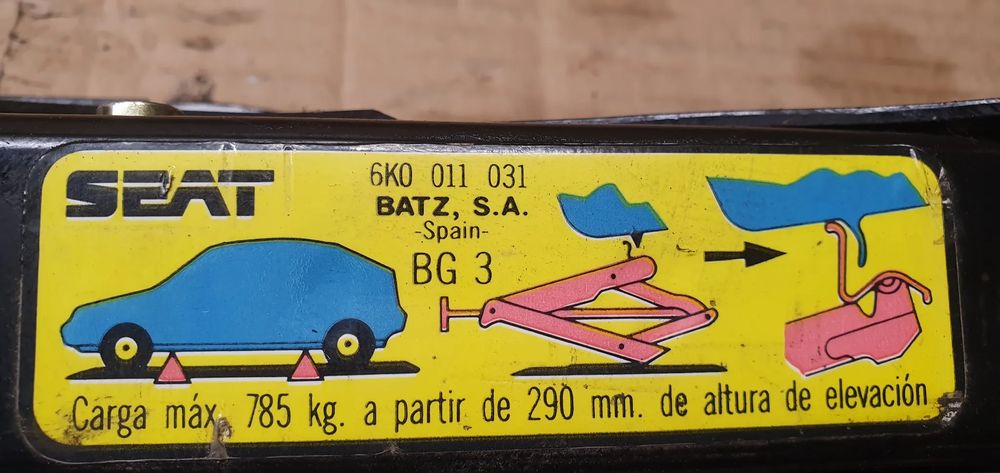 SEAT
6K0 011 031
BATZ, S.A.
-Spain-
BG 3
Carga máx. 785 kg. a partir de 290 mm. de altura de elevación